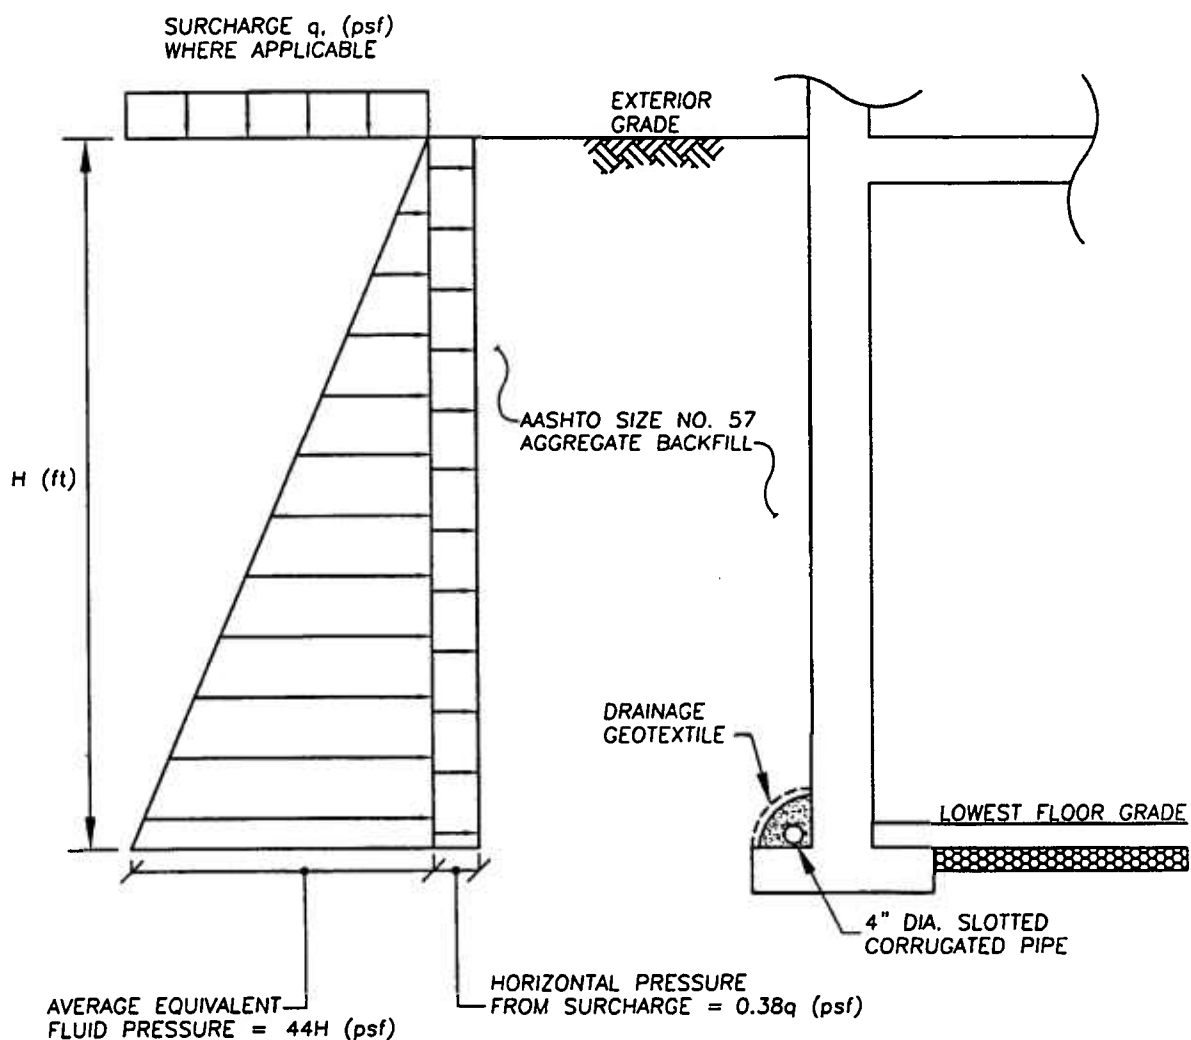 SURCHARGE q, (psf)
WHERE APPLICABLE
EXTERIOR
GRADE
H (ft)
AASHTO SIZE NO. 57
AGGREGATE BACKFILL
DRAINAGE
GEOTEXTILE
LOWEST FLOOR GRADE
4" DIA. SLOTTED
CORRUGATED PIPE
HORIZONTAL PRESSURE
FROM SURCHARGE = 0.38q (psf)
AVERAGE EQUIVALENT
FLUID PRESSURE = 44H (psf)